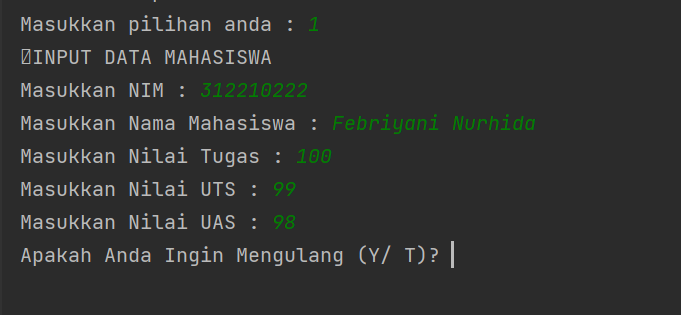 Masukkan pilihan anda : 1
INPUT DATA MAHASISWA
Masukkan NIM : 312210222
Masukkan Nama Mahasiswa : Febriyani Nurhida
Masukkan Nilai Tugas : 100
Masukkan Nilai UTS : 99
Masukkan Nilai UAS : 98
Apakah Anda Ingin Mengulang (Y/ T)?